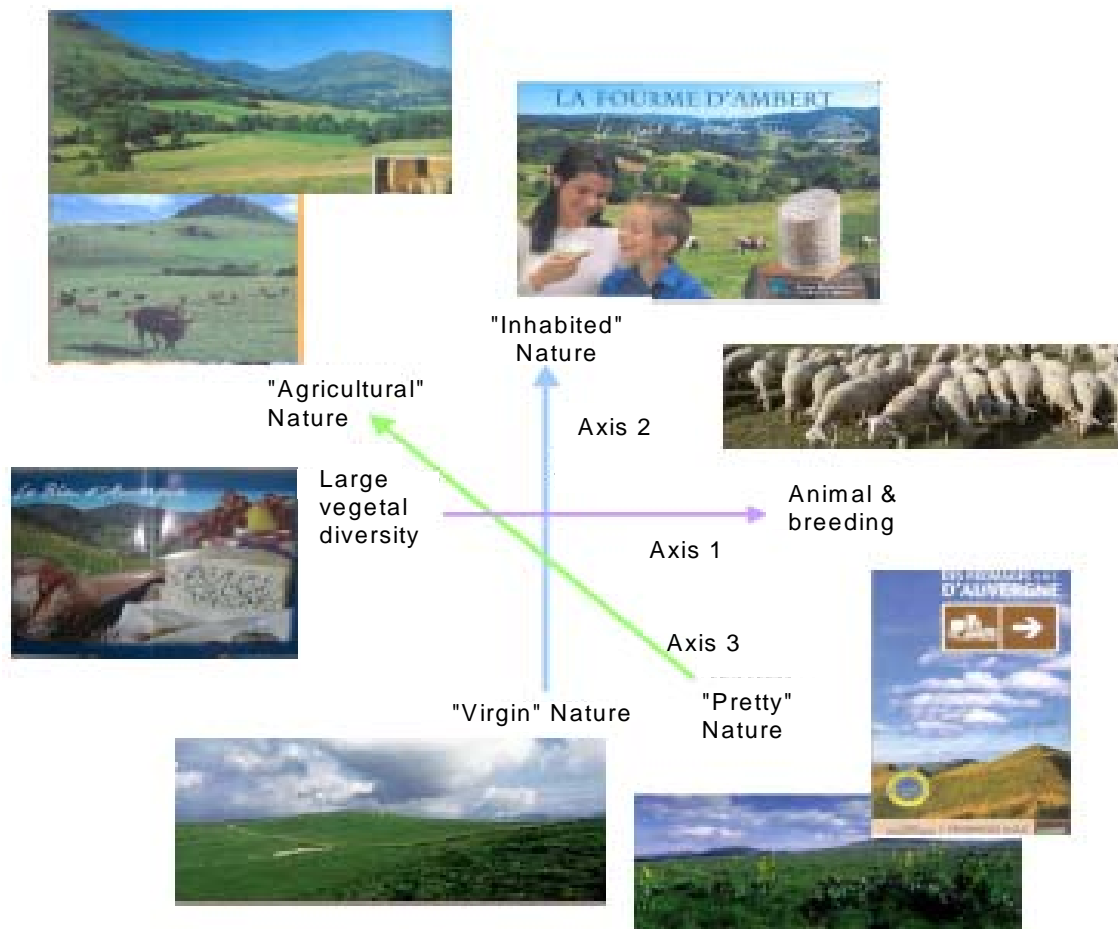 LA FOURME D'AMBERT
"Inhabited"
Nature
"Agricultural"
Nature
Axis 2
Large
vegetal
diversity
Animal &
breeding
Axis 1
D'AUVERGNE
Axis 3
"Virgin" Nature
"Pretty"
Nature